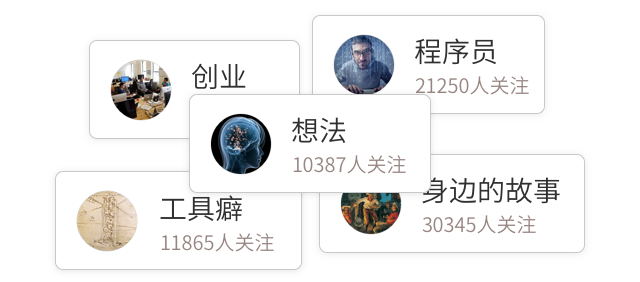 创业
程序员
21250人关注
想法
10387人关注
身边的故事
30345人关注
工具癖
11865人关注